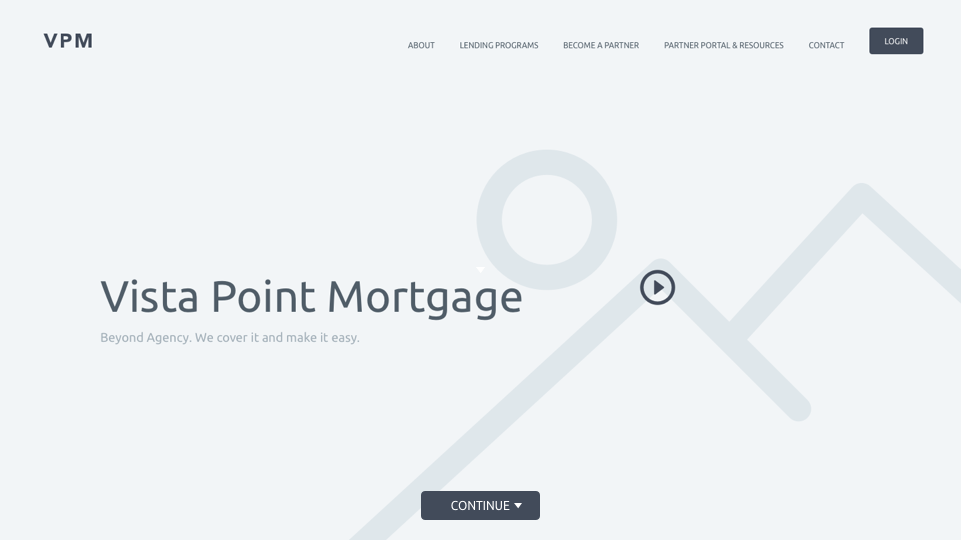 VPM
ABOUT
LENDING PROGRAMS
BECOME A PARTNER
PARTNER PORTAL & RESOURCES
CONTACT
LOGIN
Vista Point Mortgage
Beyond Agency. We cover it and make it easy.
CONTINUE